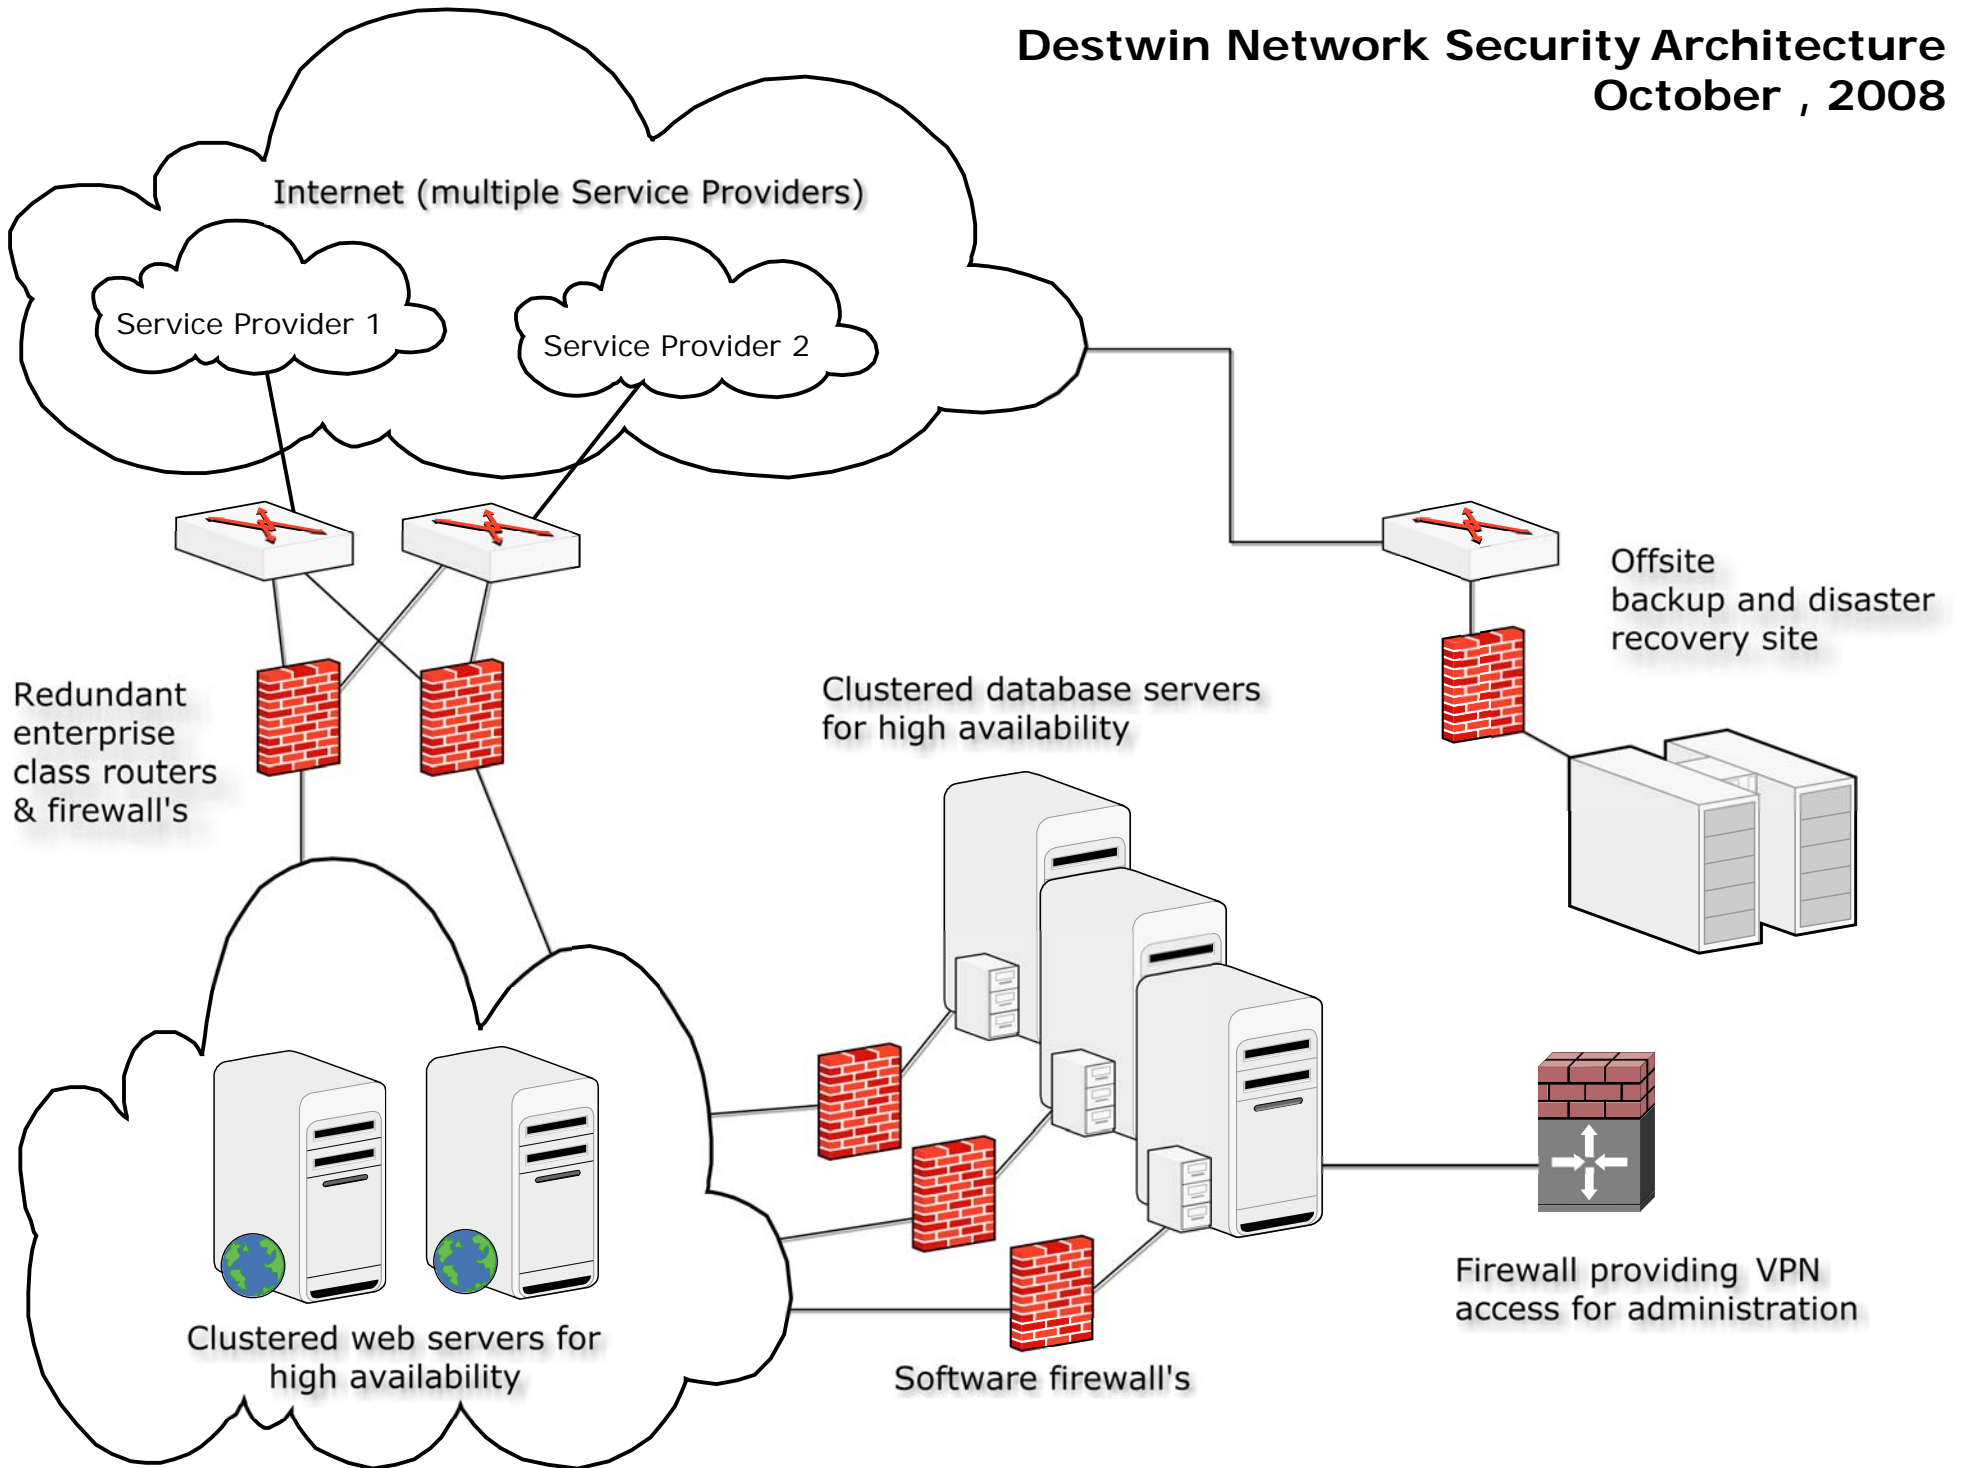 Destwin Network Security Architecture
October , 2008
Internet (multiple Service Providers)
Service Provider 1
Service Provider 2
Offsite
backup and disaster
recovery site
Redundant
enterprise
class routers
& firewall's
Clustered database servers
for high availability
Firewall providing VPN
access for administration
Clustered web servers for
high availability
Software firewall's